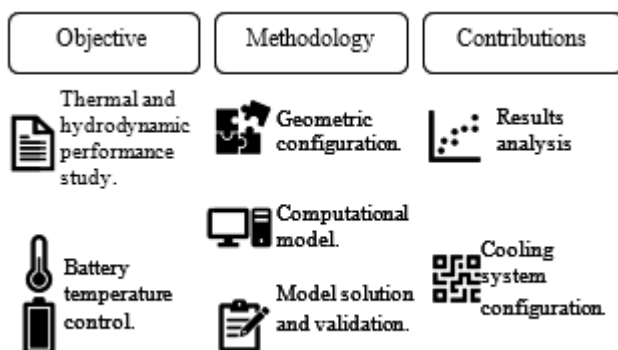 Objective
Methodology
Contributions
Thermal and
hydrodynamic
performance
study.
Battery
temperature
control.
Geometric
configuration.
Computational
model.
Model solution
and validation.
Results
analysis
Cooling
system
configuration.